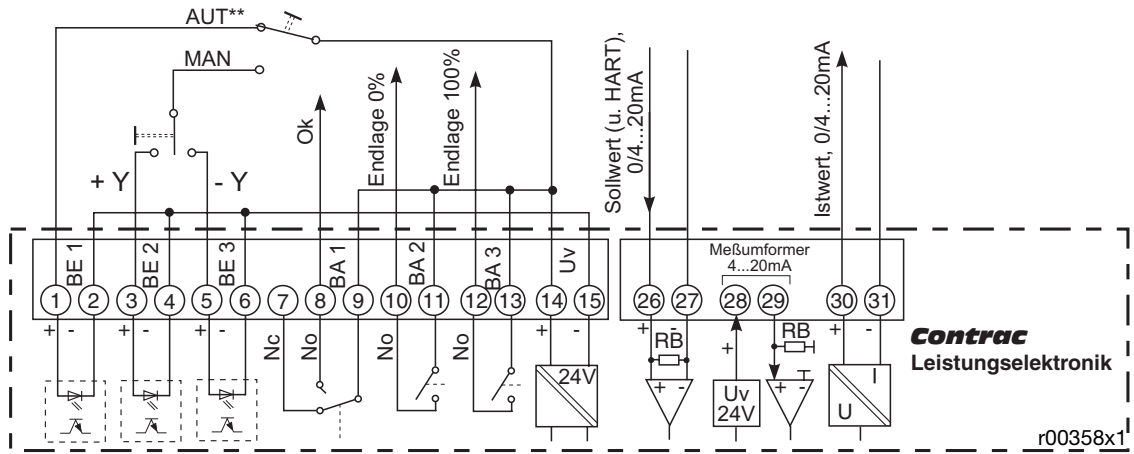 AUT**
MAN
+ Y
- Y
Ok
Endlage 0%
Endlage 100%
Sollwert (u. HART),
0/4...20mA
Istwert, 0/4...20mA
BE 1
BE 2
BE 3
BA 1
BA 2
BA 3
Uv
Meßumformer
4...20mA
1 2 3 4 5 6 7 8 9 10 11 12 13 14 15 26 27 28 29 30 31
+ - + - + - + - + - + + -
Nc
No
No
No
24V
RB
+ -
Uv
24V
RB
+ -
I
U
Contrac
Leistungselektronik
r00358x1